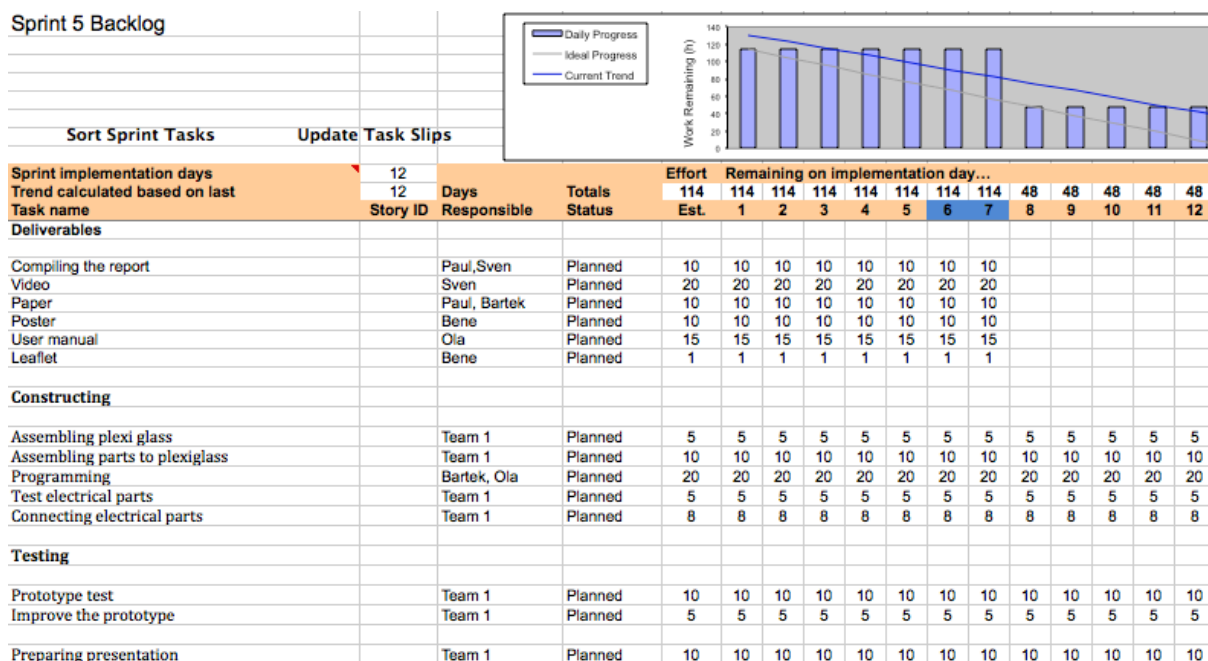 Sprint 5 Backlog
Daily Progress
Ideal Progress
Current Trend
Work Remaining (h)
140
120
100
80
60
40
20
0
Sort Sprint Tasks Update Task Slips
Sprint implementation days 12 Effort Remaining on implementation day...
Trend calculated based on last 12 Days Totals 114 114 114 114 114 114 114 114 48 48 48 48 48
Task name Story ID Responsible Status Est. 1 2 3 4 5 6 7 8 9 10 11 12
Deliverables
Compiling the report Paul,Sven Planned 10 10 10 10 10 10 10 10
Video Sven Planned 20 20 20 20 20 20 20 20
Paper Paul, Bartek Planned 10 10 10 10 10 10 10 10
Poster Bene Planned 10 10 10 10 10 10 10 10
User manual Ola Planned 15 15 15 15 15 15 15 15
Leaflet Bene Planned 1 1 1 1 1 1 1 1
Constructing
Assembling plexi glass Team 1 Planned 5 5 5 5 5 5 5 5 5 5 5 5 5
Assembling parts to plexiglass Team 1 Planned 10 10 10 10 10 10 10 10 10 10 10 10 10
Programming Bartek, Ola Planned 20 20 20 20 20 20 20 20 20 20 20 20 20
Test electrical parts Team 1 Planned 5 5 5 5 5 5 5 5 5 5 5 5 5
Connecting electrical parts Team 1 Planned 8 8 8 8 8 8 8 8 8 8 8 8 8
Testing
Prototype test Team 1 Planned 10 10 10 10 10 10 10 10 10 10 10 10 10
Improve the prototype Team 1 Planned 5 5 5 5 5 5 5 5 5 5 5 5 5
Preparing presentation Team 1 Planned 10 10 10 10 10 10 10 10 10 10 10 10 10